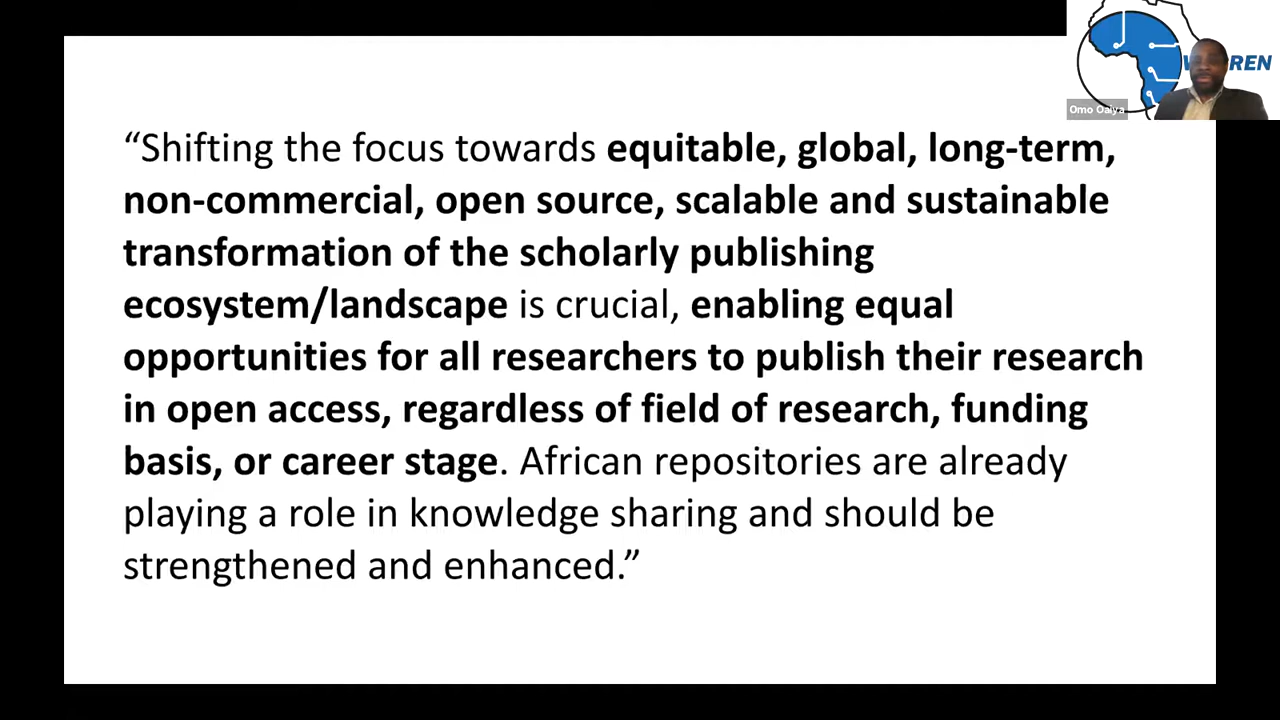 “Shifting the focus towards equitable, global, long-term,
non-commercial, open source, scalable and sustainable
transformation of the scholarly publishing
ecosystem/landscape is crucial, enabling equal
opportunities for all researchers to publish their research
in open access, regardless of field of research, funding
basis, or career stage. African repositories are already
playing a role in knowledge sharing and should be
strengthened and enhanced.”
Omo Oaiya
REN